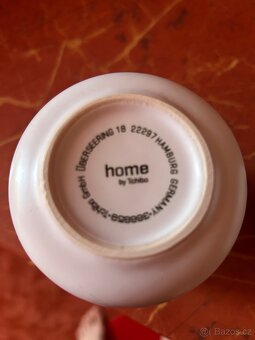 Tchibo GmbH ÜBERSEERING 18 22297 HAMBURG GERMANY
home
by Tchibo
Bazos.cz